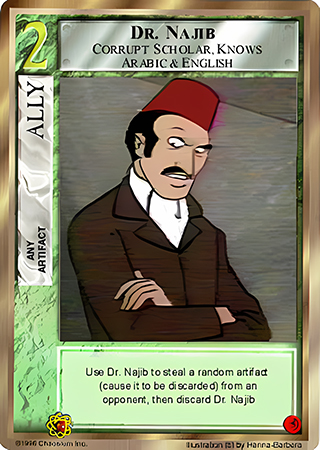 2
DR. NAJIB
CORRUPT SCHOLAR, KNOWS
ARABIC & ENGLISH
ALLY
ANY
ARTIFACT
Use Dr. Najib to steal a random artifact
(cause it to be discarded) from an
opponent, then discard Dr. Najib
©1996 Chaosium Inc.
Illustration (c) by Hanna-Barbera